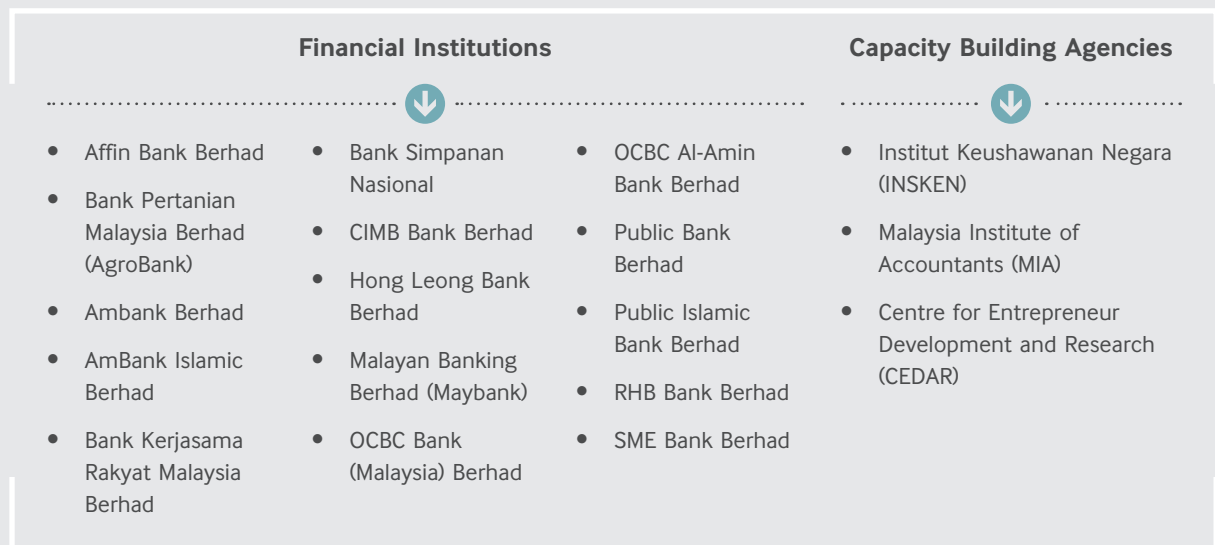 Financial Institutions
Affin Bank Berhad
Bank Pertanian
Malaysia Berhad
(AgroBank)
Ambank Berhad
AmBank Islamic
Berhad
Bank Kerjasama
Rakyat Malaysia
Berhad
Bank Simpanan
Nasional
CIMB Bank Berhad
Hong Leong Bank
Berhad
Malayan Banking
Berhad (Maybank)
OCBC Bank
(Malaysia) Berhad
OCBC Al-Amin
Bank Berhad
Public Bank
Berhad
Public Islamic
Bank Berhad
RHB Bank Berhad
SME Bank Berhad
Capacity Building Agencies
Institut Keushawanan Negara
(INSKEN)
Malaysia Institute of
Accountants (MIA)
Centre for Entrepreneur
Development and Research
(CEDAR)